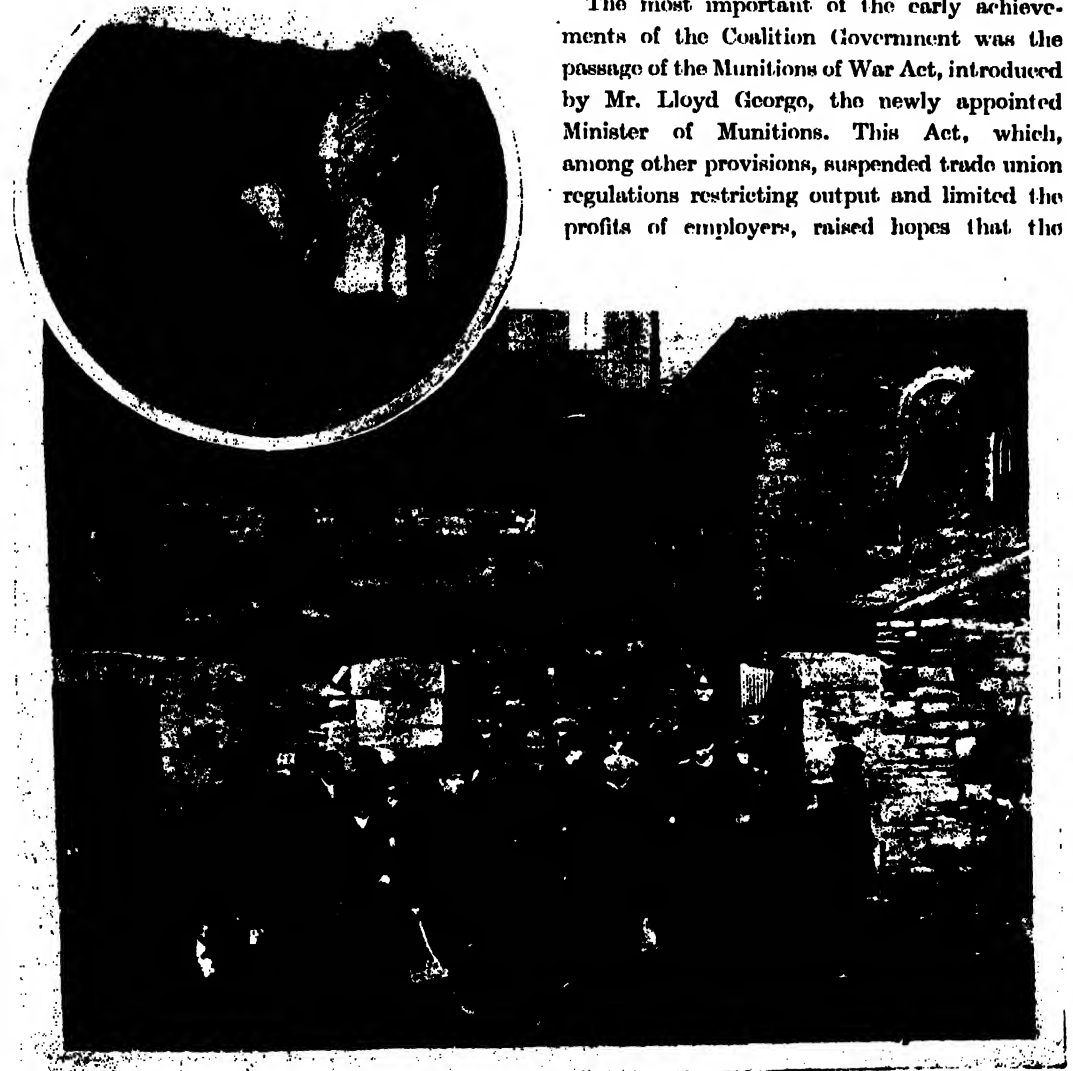 The most important of the early achieve-
ments of the Coalition Government was the
passage of the Munitions of War Act, introduced
by Mr. Lloyd George, the newly appointed
Minister of Munitions. This Act, which,
among other provisions, suspended trade union
regulations restricting output and limited the
profits of employers, raised hopes that the